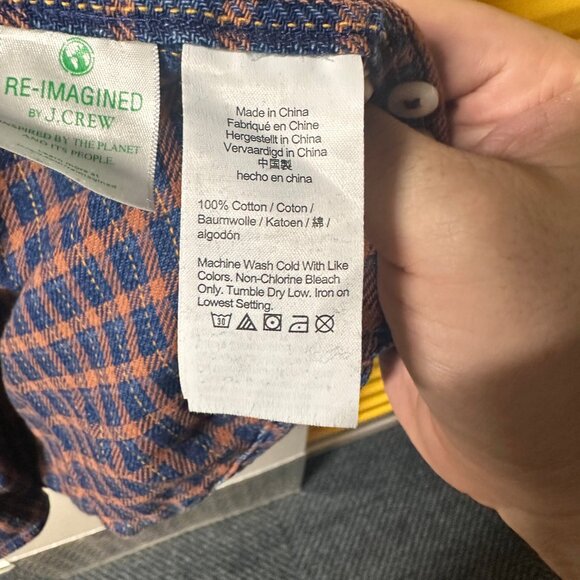 RE-IMAGINED
BY J.CREW
INSPIRED BY THE PLANET
AND ITS PEOPLE.
Made in China
Fabriqué en Chine
Hergestellt in China
Vervaardigd in China
中国製
hecho en china
100% Cotton / Coton /
Baumwolle / Katoen / 綿 /
algodón
Machine Wash Cold With Like
Colors. Non-Chlorine Bleach
Only. Tumble Dry Low. Iron on
Lowest Setting.
30